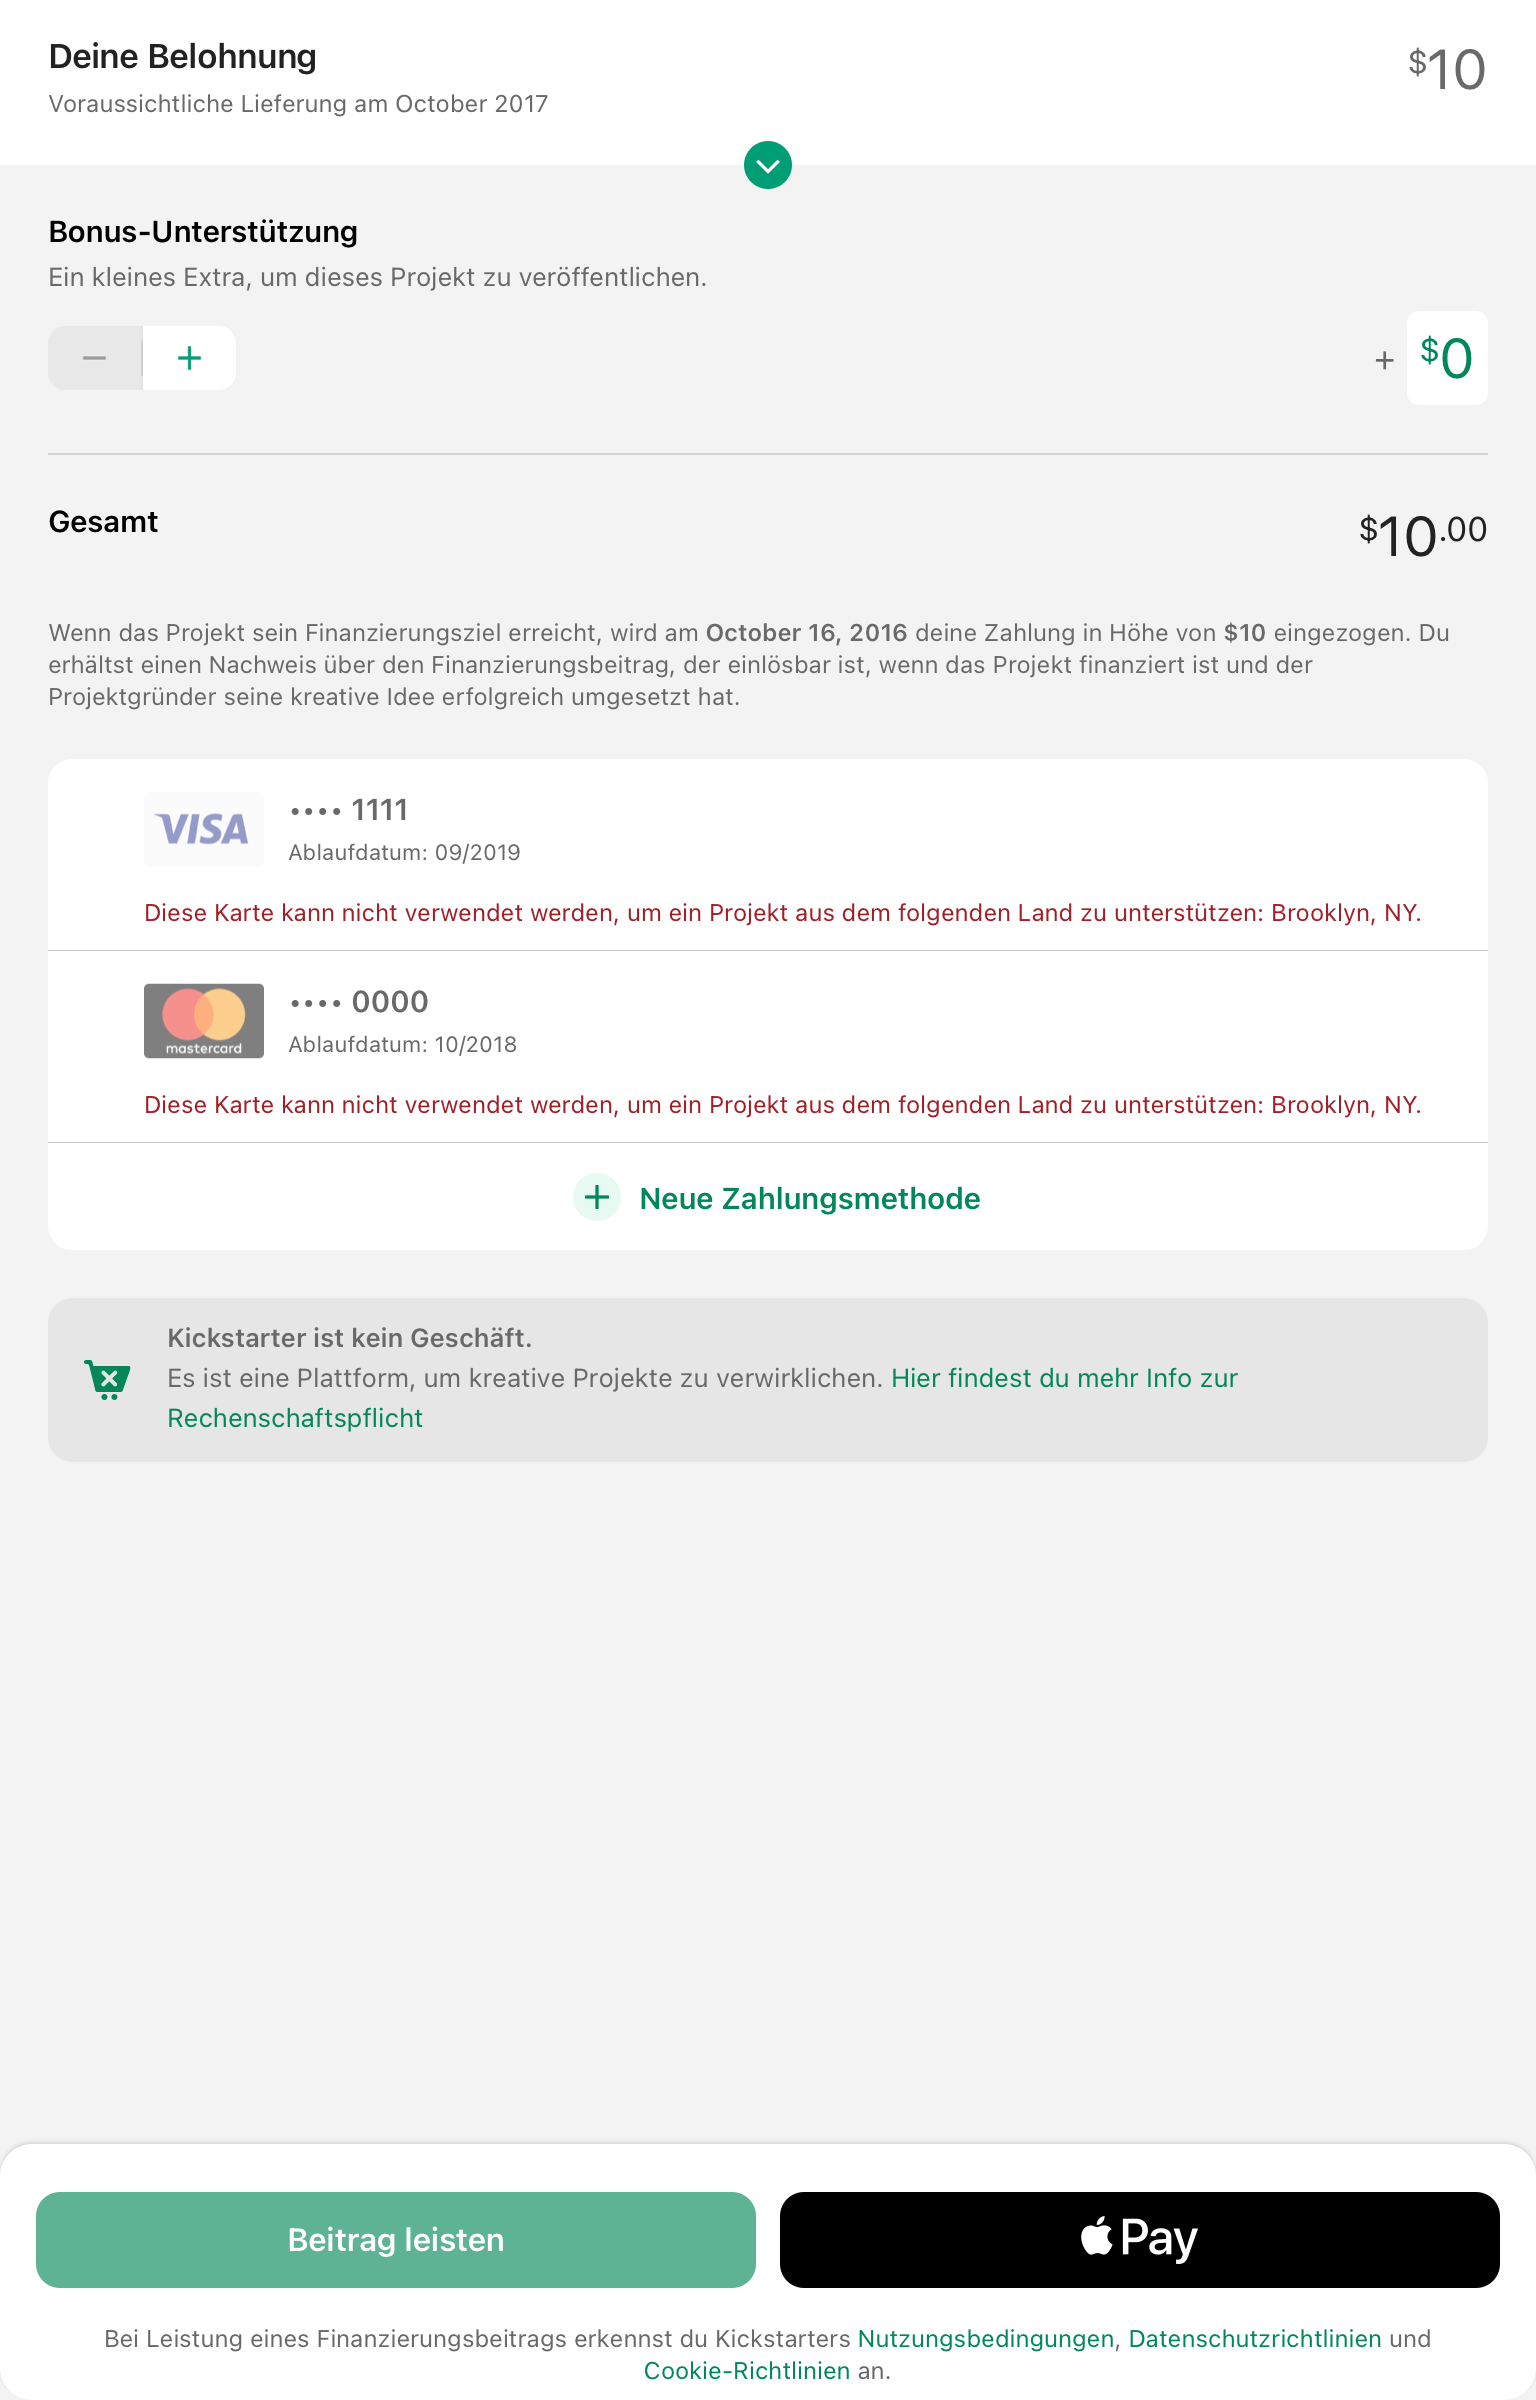 Deine Belohnung
$10
Voraussichtliche Lieferung am October 2017
Bonus-Unterstützung
Ein kleines Extra, um dieses Projekt zu veröffentlichen.
− + + $0
Gesamt
$10.00
Wenn das Projekt sein Finanzierungsziel erreicht, wird am October 16, 2016 deine Zahlung in Höhe von $10 eingezogen. Du
erhältst einen Nachweis über den Finanzierungsbeitrag, der einlösbar ist, wenn das Projekt finanziert ist und der
Projektgründer seine kreative Idee erfolgreich umgesetzt hat.
VISA
•••• 1111
Ablaufdatum: 09/2019
Diese Karte kann nicht verwendet werden, um ein Projekt aus dem folgenden Land zu unterstützen: Brooklyn, NY.
mastercard
•••• 0000
Ablaufdatum: 10/2018
Diese Karte kann nicht verwendet werden, um ein Projekt aus dem folgenden Land zu unterstützen: Brooklyn, NY.
+ Neue Zahlungsmethode
Kickstarter ist kein Geschäft.
Es ist eine Plattform, um kreative Projekte zu verwirklichen. Hier findest du mehr Info zur
Rechenschaftspflicht
Beitrag leisten
Pay
Bei Leistung eines Finanzierungsbeitrags erkennst du Kickstarters Nutzungsbedingungen, Datenschutzrichtlinien und
Cookie-Richtlinien an.